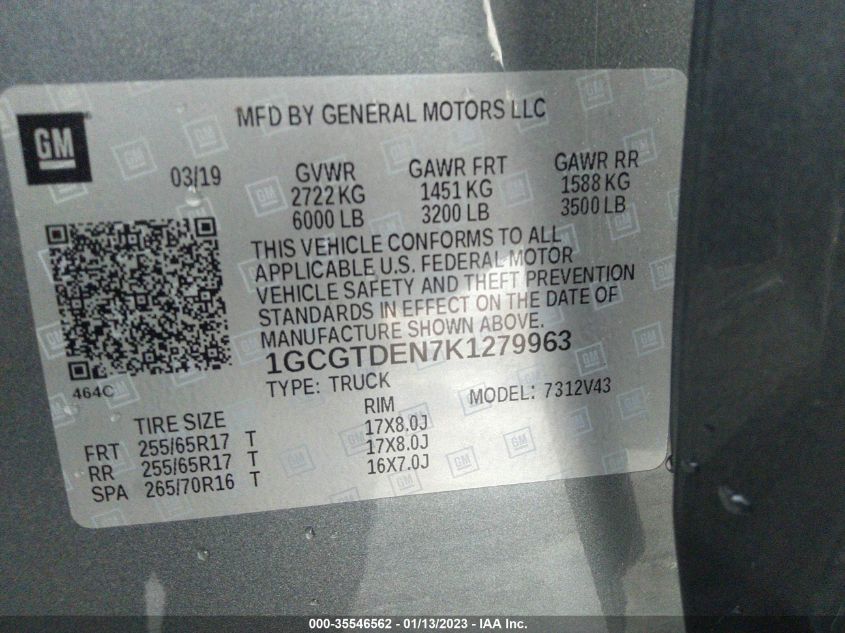 GM
MFD BY GENERAL MOTORS LLC
03/19 GVWR GAWR FRT GAWR RR
2722 KG 1451 KG 1588 KG
6000 LB 3200 LB 3500 LB
THIS VEHICLE CONFORMS TO ALL
APPLICABLE U.S. FEDERAL MOTOR
VEHICLE SAFETY AND THEFT PREVENTION
STANDARDS IN EFFECT ON THE DATE OF
MANUFACTURE SHOWN ABOVE.
1GCGTDEN7K1279963
464C
TYPE: TRUCK MODEL: 7312V43
TIRE SIZE RIM
FRT 255/65R17 T 17X8.0J
RR 255/65R17 T 17X8.0J
SPA 265/70R16 T 16X7.0J
000-35546562 - 01/13/2023 - IAA Inc.